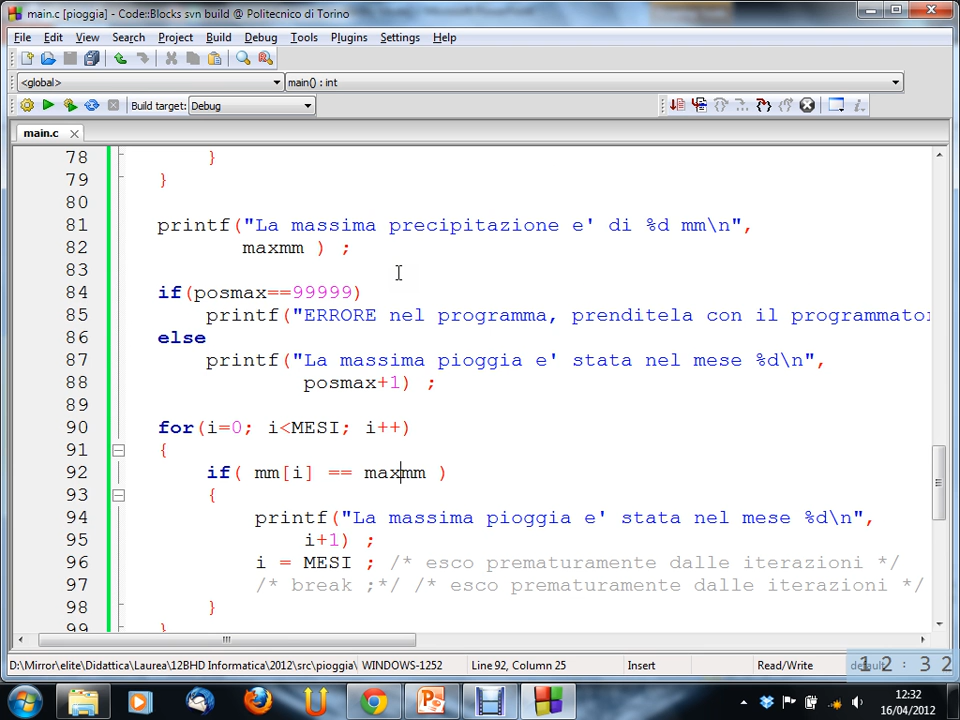 main.c [pioggia] - Code::Blocks svn build @ Politecnico di Torino
File Edit View Search Project Build Debug Tools Plugins Settings Help
<global> main() : int
Build target: Debug
main.c
78 }
79 }
80
81 printf("La massima precipitazione e' di %d mm\n",
82 maxmm ) ;
83
84 if(posmax==99999)
85 printf("ERRORE nel programma, prenditela con il programmator
86 else
87 printf("La massima pioggia e' stata nel mese %d\n",
88 posmax+1) ;
89
90 for(i=0; i<MESI; i++)
91 {
92 if( mm[i] == maxmm )
93 {
94 printf("La massima pioggia e' stata nel mese %d\n",
95 i+1) ;
96 i = MESI ; /* esco prematuramente dalle iterazioni */
97 /* break ;*/ /* esco prematuramente dalle iterazioni */
98 }
99 }
D:\Mirror\elite\Didattica\Laurea\12BHD Informatica\2012\src\pioggia\ WINDOWS-1252 Line 92, Column 25 Insert Read/Write default
12:32
12:32
16/04/2012